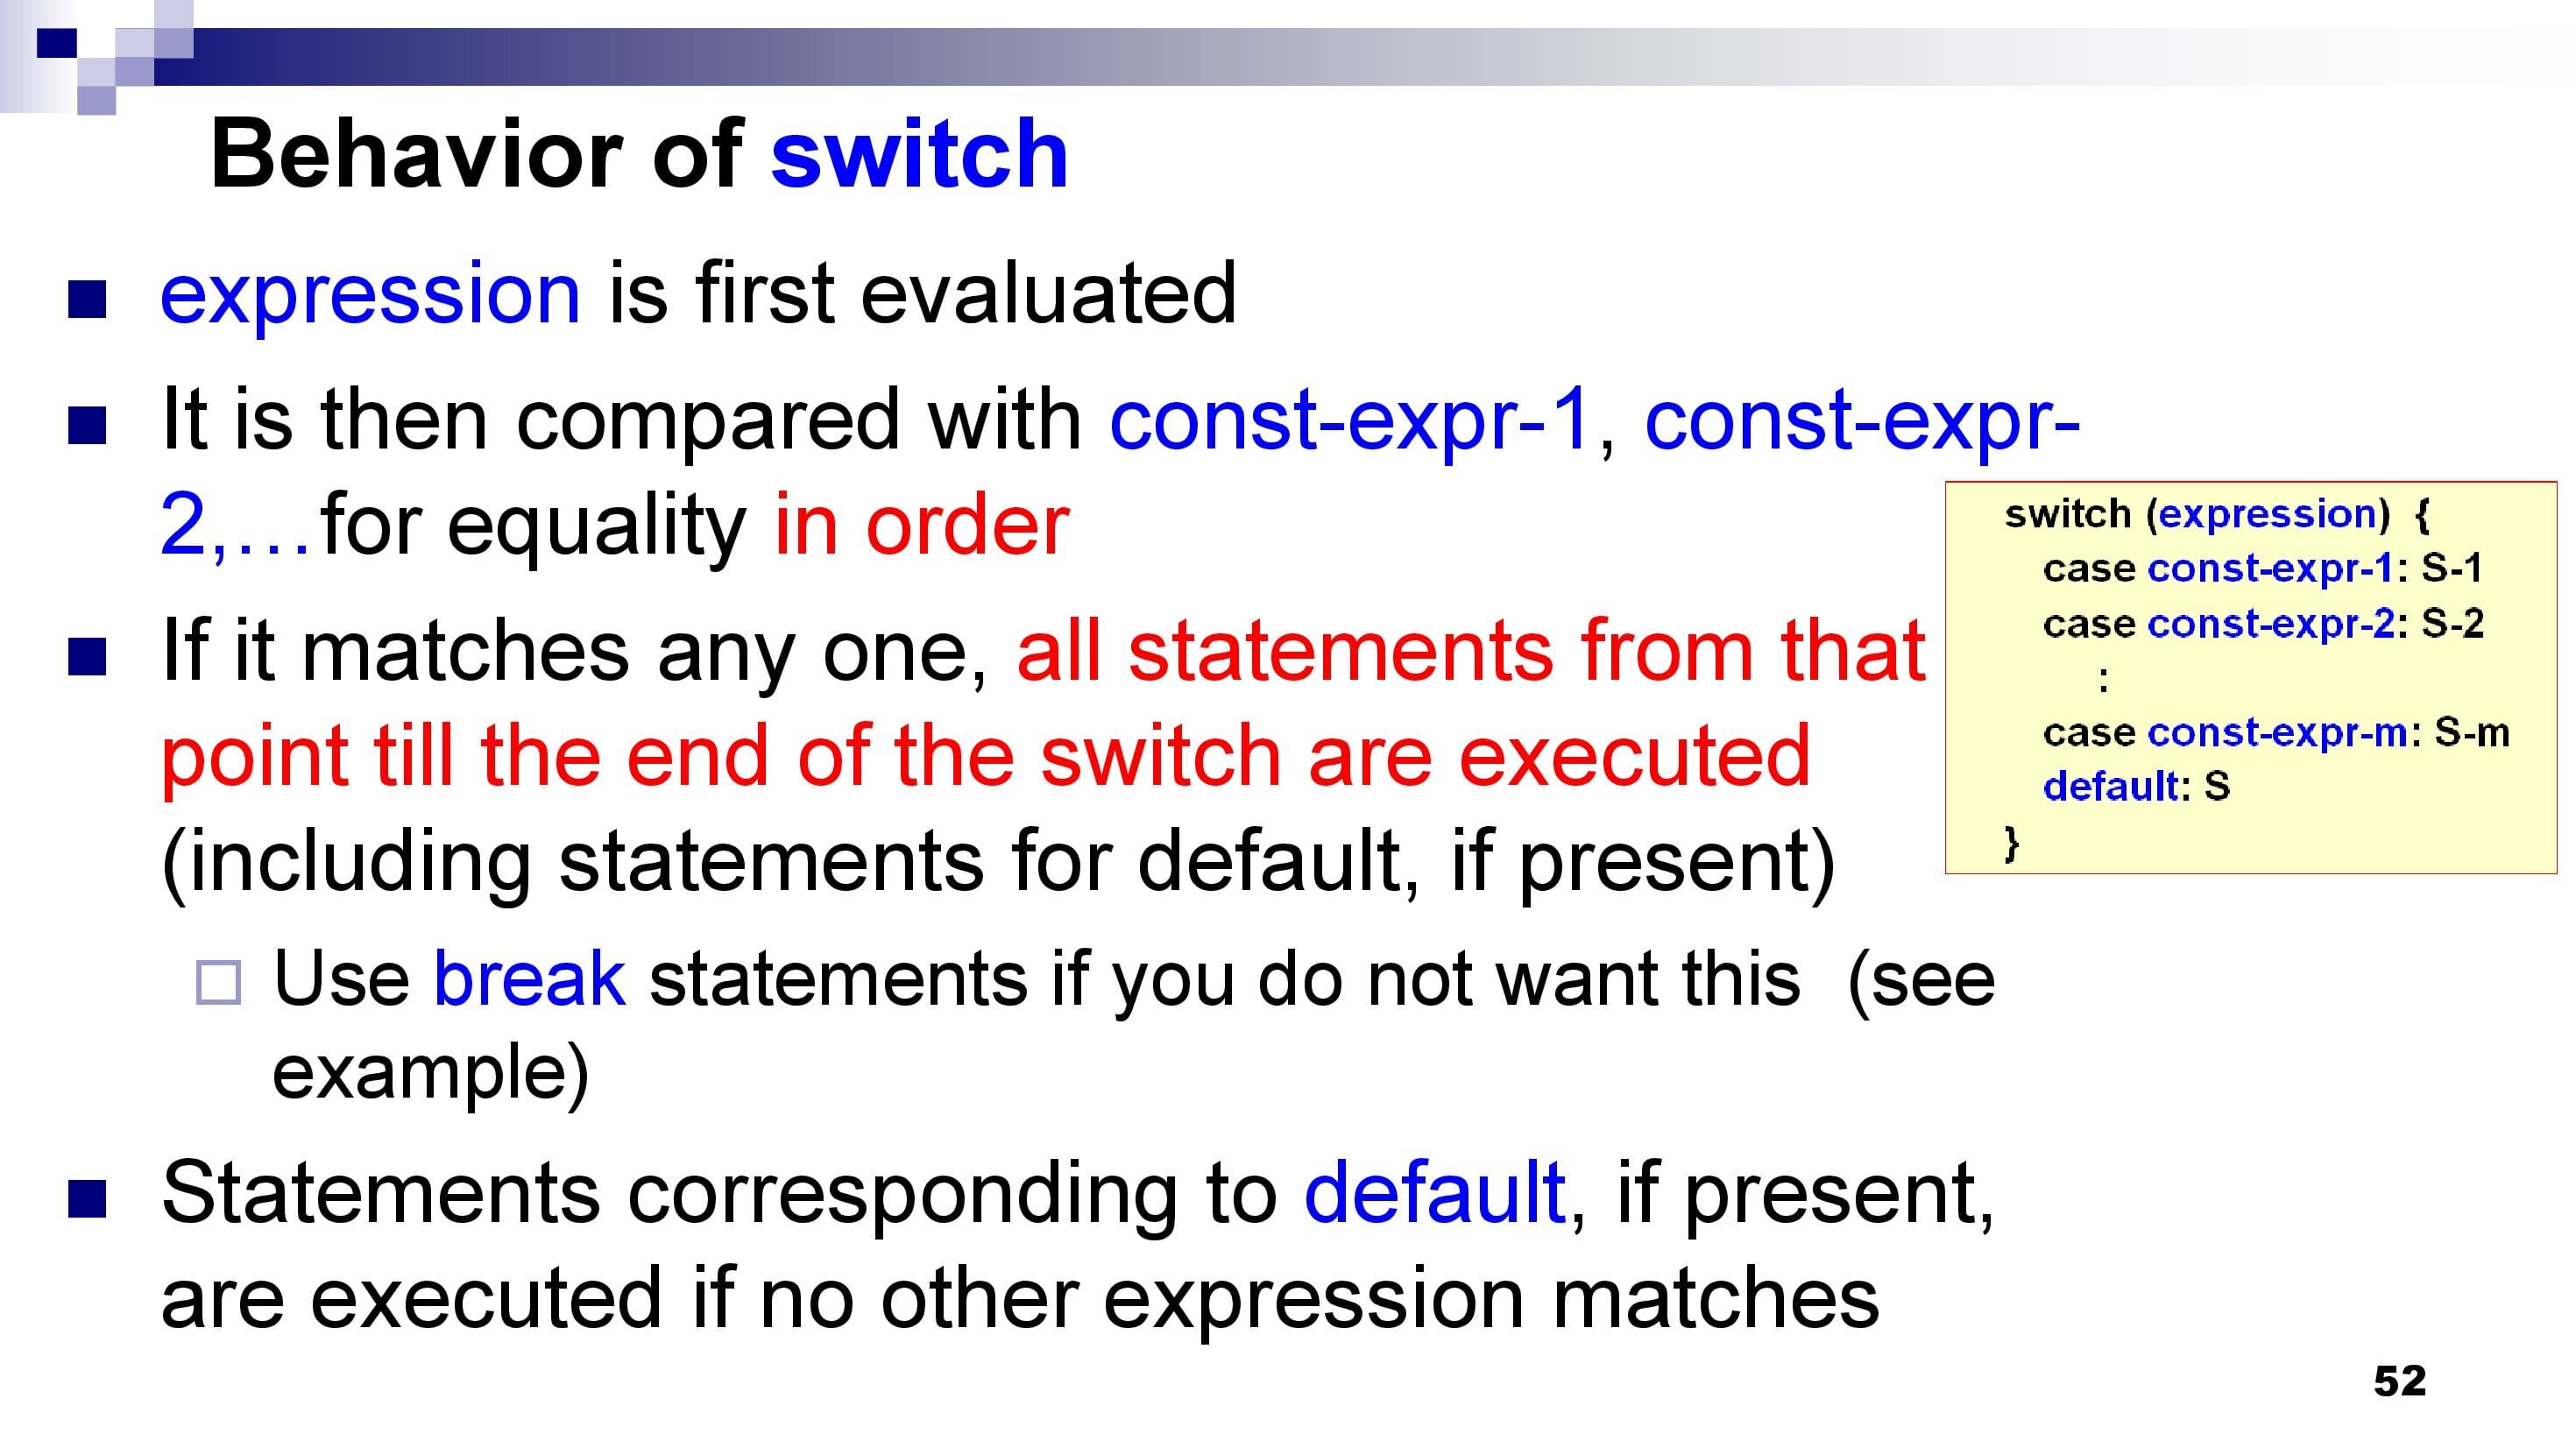 Behavior of switch
expression is first evaluated
It is then compared with const-expr-1, const-expr-
2,…for equality in order
If it matches any one, all statements from that
point till the end of the switch are executed
(including statements for default, if present)
Use break statements if you do not want this  (see
example)
Statements corresponding to default, if present,
are executed if no other expression matches
switch (expression)  {
case const-expr-1: S-1
case const-expr-2: S-2
:
case const-expr-m: S-m
default: S
}
52